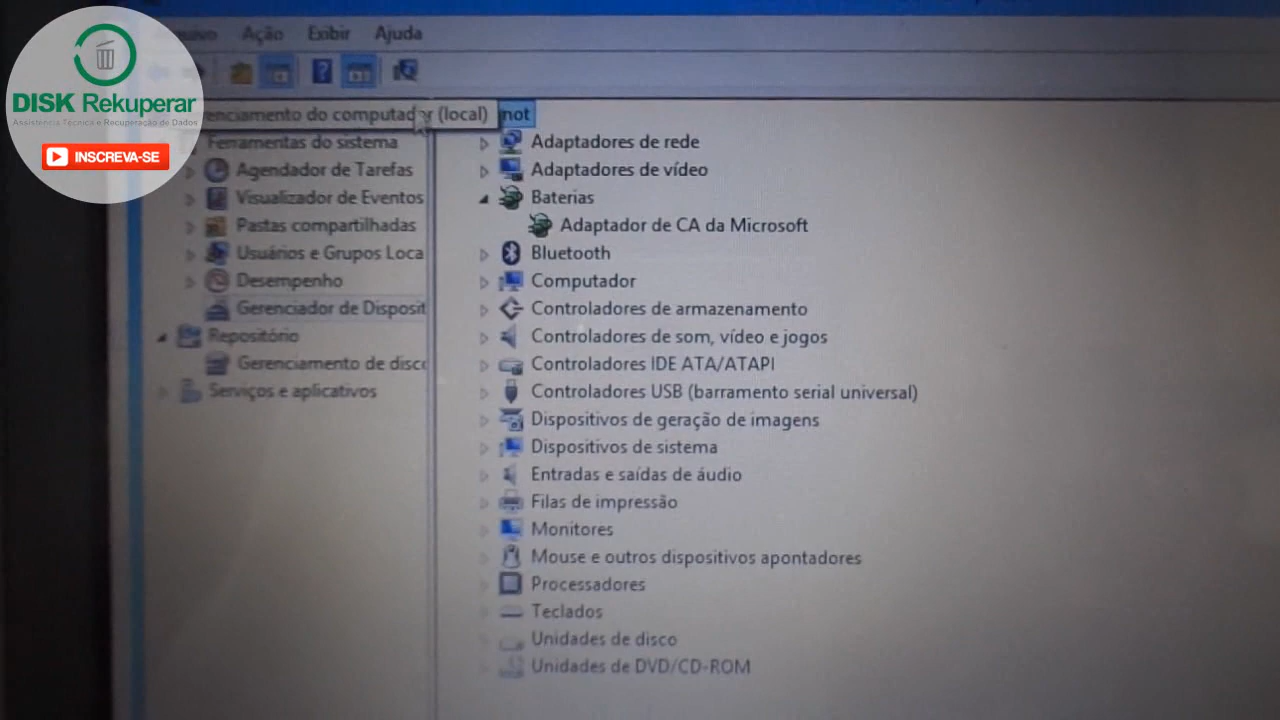 Ação Exibir Ajuda
DISK Rekuperar
Assistência Técnica e Recuperação de Dados
INSCREVA-SE
enciamento do computador (local)
Ferramentas do sistema
Agendador de Tarefas
Visualizador de Eventos
Pastas compartilhadas
Usuários e Grupos Loca
Desempenho
Gerenciador de Disposit
Repositório
Gerenciamento de disco
Serviços e aplicativos
not
Adaptadores de rede
Adaptadores de vídeo
Baterias
Adaptador de CA da Microsoft
Bluetooth
Computador
Controladores de armazenamento
Controladores de som, vídeo e jogos
Controladores IDE ATA/ATAPI
Controladores USB (barramento serial universal)
Dispositivos de geração de imagens
Dispositivos de sistema
Entradas e saídas de áudio
Filas de impressão
Monitores
Mouse e outros dispositivos apontadores
Processadores
Teclados
Unidades de disco
Unidades de DVD/CD-ROM